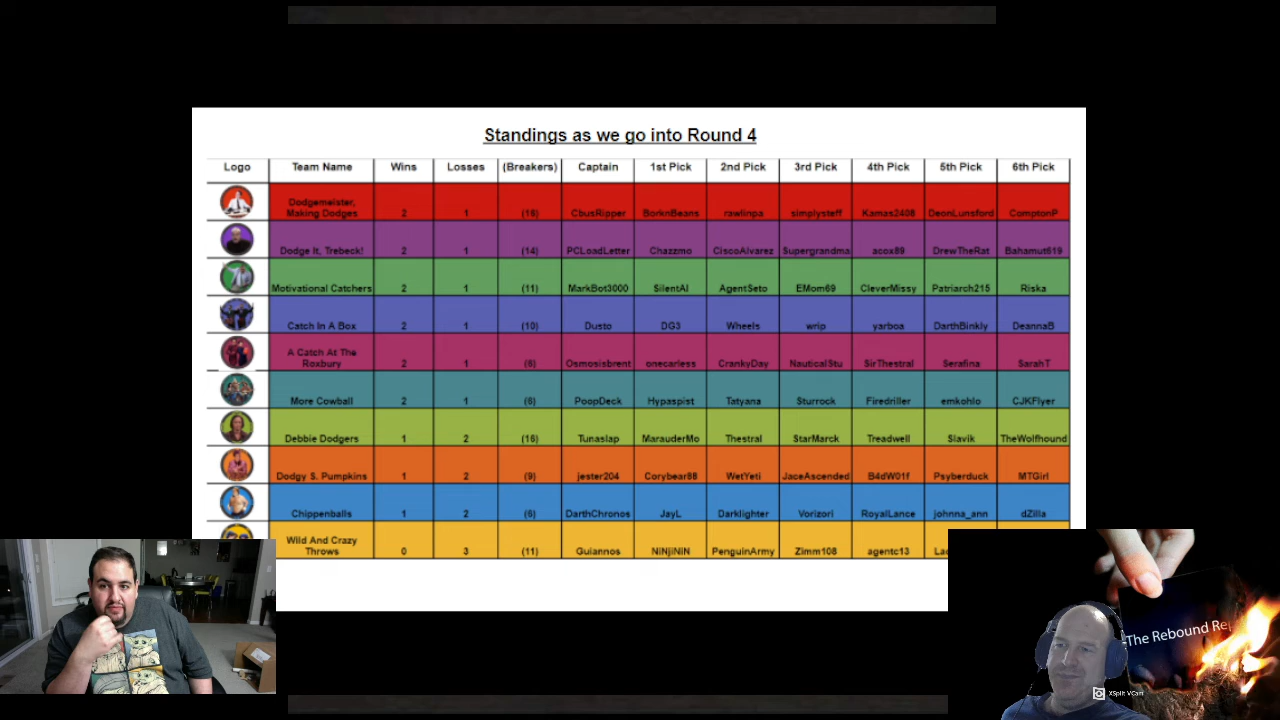 Standings as we go into Round 4
Logo Team Name Wins Losses (Breakers) Captain 1st Pick 2nd Pick 3rd Pick 4th Pick 5th Pick 6th Pick
Dodgemeister,
Making Dodges 2 1 (16) CbusRipper BorknBeans rawlinpa simplysteff Kamas2408 DeonLunsford ComptonP
Dodge It, Trebeck! 2 1 (14) PCLoadLetter Chazzmo CiscoAlvarez Supergrandma acox89 DrewTheRat Bahamut619
Motivational Catchers 2 1 (11) MarkBot3000 SilentAI AgentSeto EMom69 CleverMissy Patriarch215 Riska
Catch In A Box 2 1 (10) Dusto DG3 Wheels wrip yarboa DarthBinkly DeannaB
A Catch At The
Roxbury 2 1 Osmosisbrent onecarless CrankyDay NauticalStu SirThestral Serafina SarahT
More Cowball 2 1 PoopDeck Hypaspist Tatyana Sturrock Firedriller emkohlo CJKFlyer
Debbie Dodgers 1 2 (16) Tunaslap MarauderMo Thestral StarMarck Treadwell Slavik TheWolfhound
Dodgy S. Pumpkins 1 2 (9) jester204 Corybear88 WetYeti JaceAscended B4dW01f Psyberduck MTGirl
Chippenballs 1 2 (6) DarthChronos JayL Darklighter Vorizori RoyalLance johnna_ann dZilla
Wild And Crazy
Throws 0 3 (11) Guiannos NiNjiNiN PenguinArmy Zimm108 agentc13
The Rebound Re
XSplit VCam